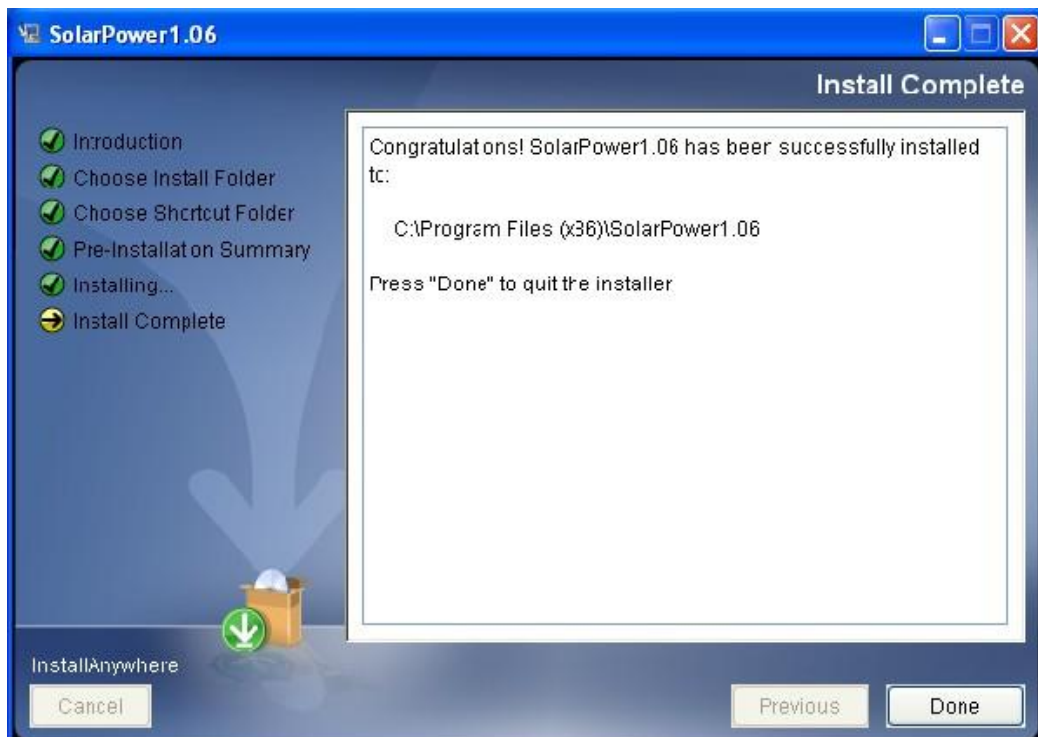 SolarPower1.06
Install Complete
Introduction
Choose Install Folder
Choose Shortcut Folder
Pre-Installation Summary
Installing...
Install Complete
Congratulations! SolarPower1.06 has been successfully installed
to:
C:\Program Files (x86)\SolarPower1.06
Press "Done" to quit the installer
InstallAnywhere
Cancel
Previous
Done